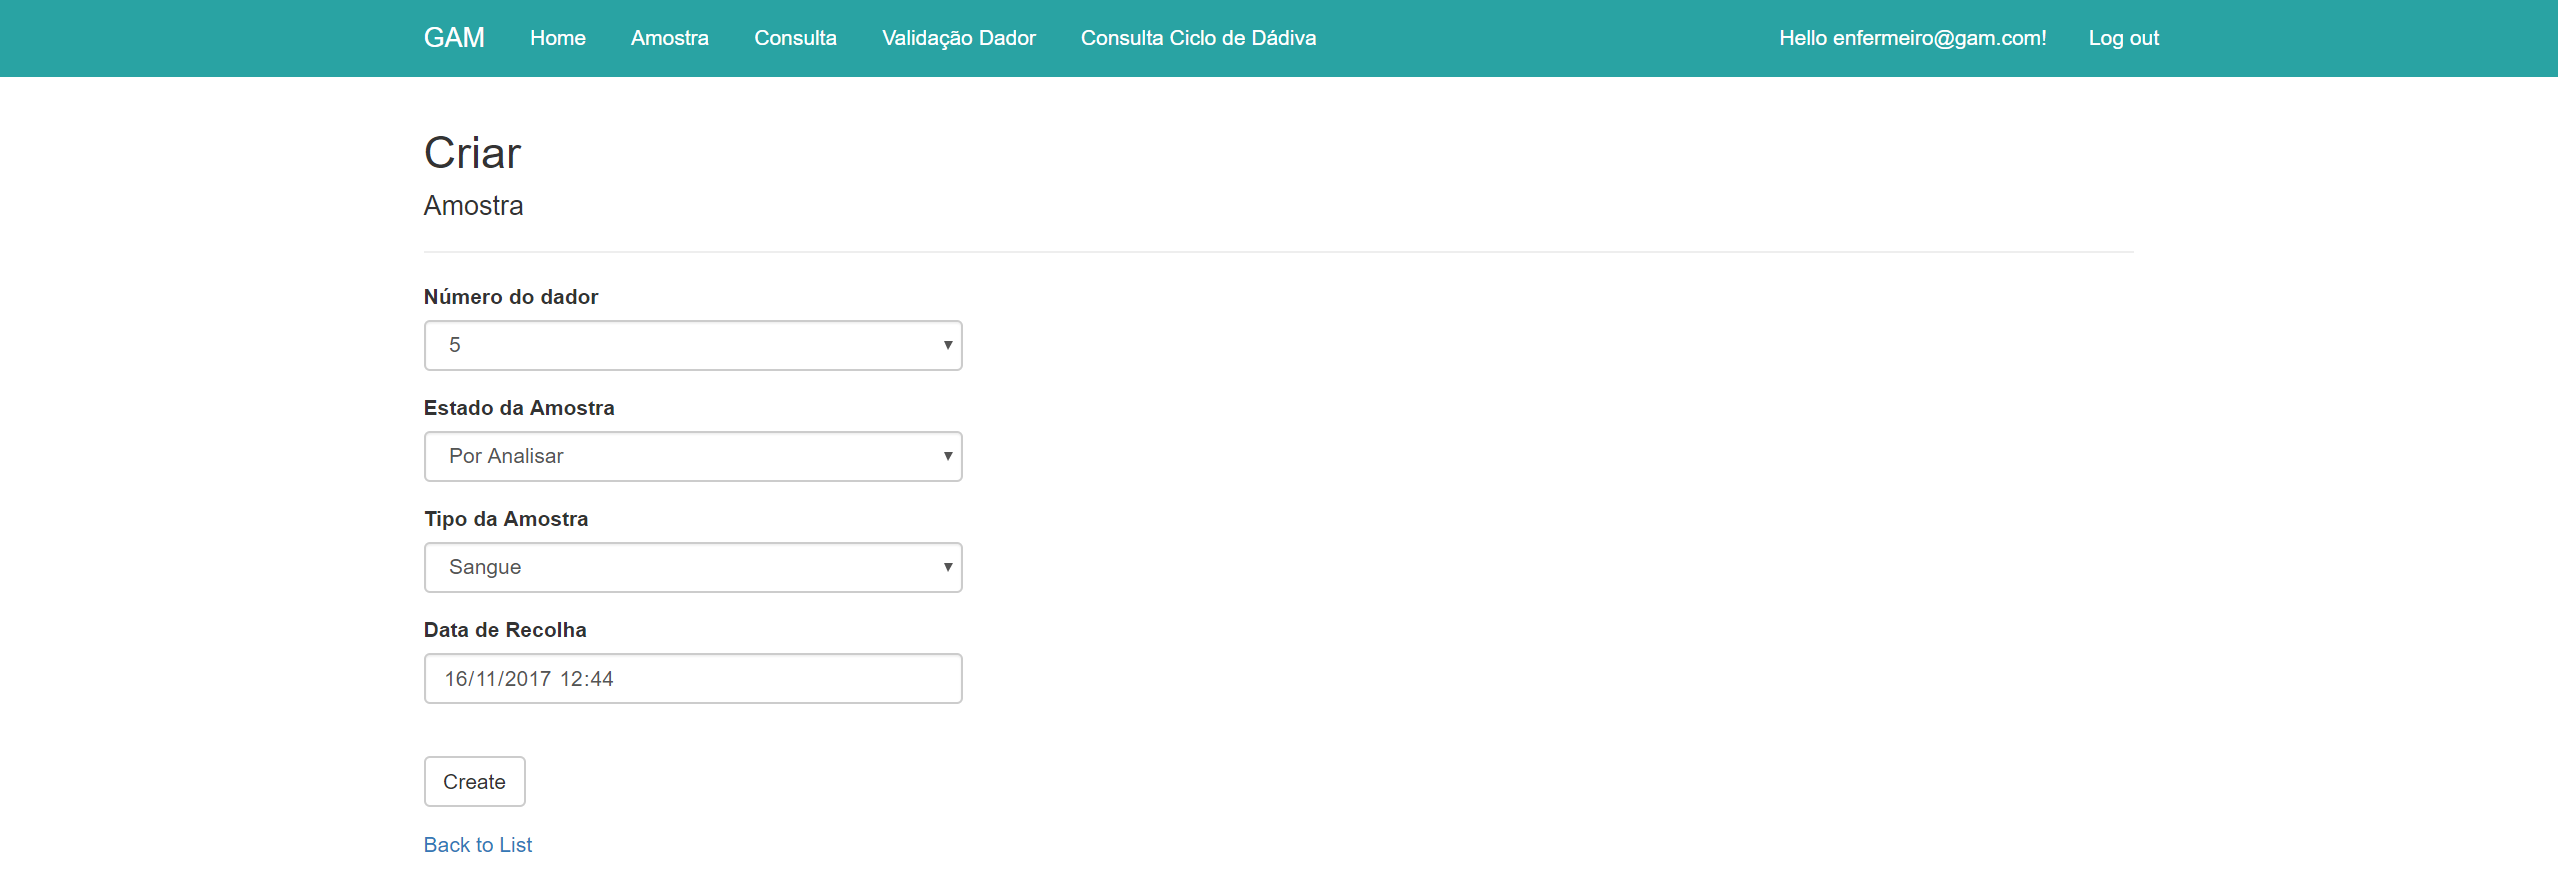 GAM Home Amostra Consulta Validação Dador Consulta Ciclo de Dádiva Hello enfermeiro@gam.com! Log out
Criar
Amostra
Número do dador
5
Estado da Amostra
Por Analisar
Tipo da Amostra
Sangue
Data de Recolha
16/11/2017 12:44
Create
Back to List